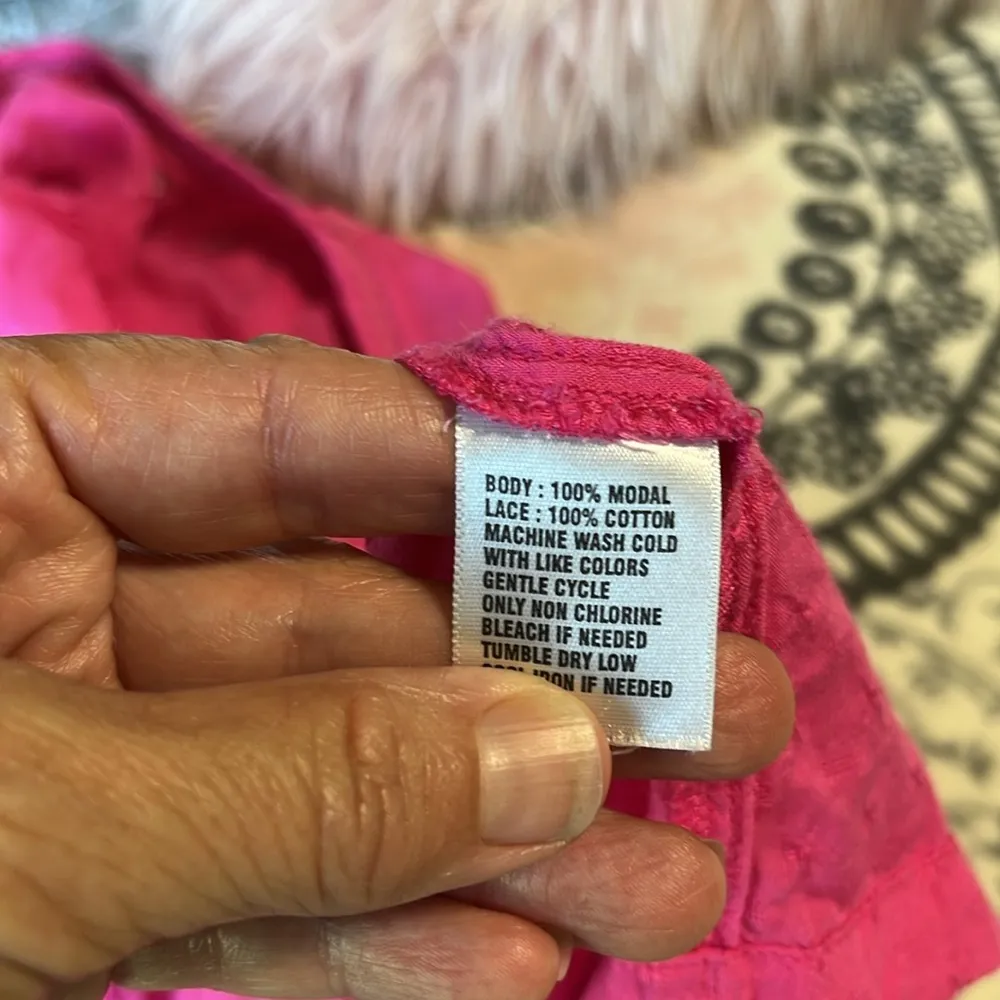 BODY : 100% MODAL
LACE : 100% COTTON
MACHINE WASH COLD
WITH LIKE COLORS
GENTLE CYCLE
ONLY NON CHLORINE
BLEACH IF NEEDED
TUMBLE DRY LOW
COOL IRON IF NEEDED